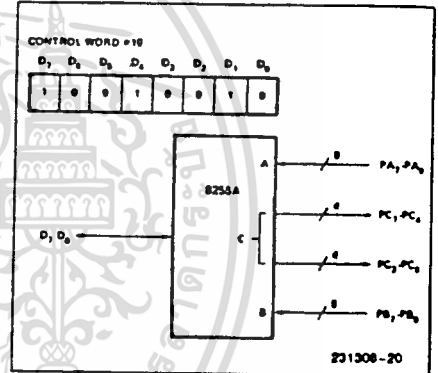 CONTROL WORD #10
D7 D6 D5 D4 D3 D2 D1 D0
1 0 0 1 0 0 1 0
A 8 PA7-PA0
8255A
4 PC7-PC4
D7 D0 C
4 PC3-PC0
B 8 PB7-PB0
231308-20